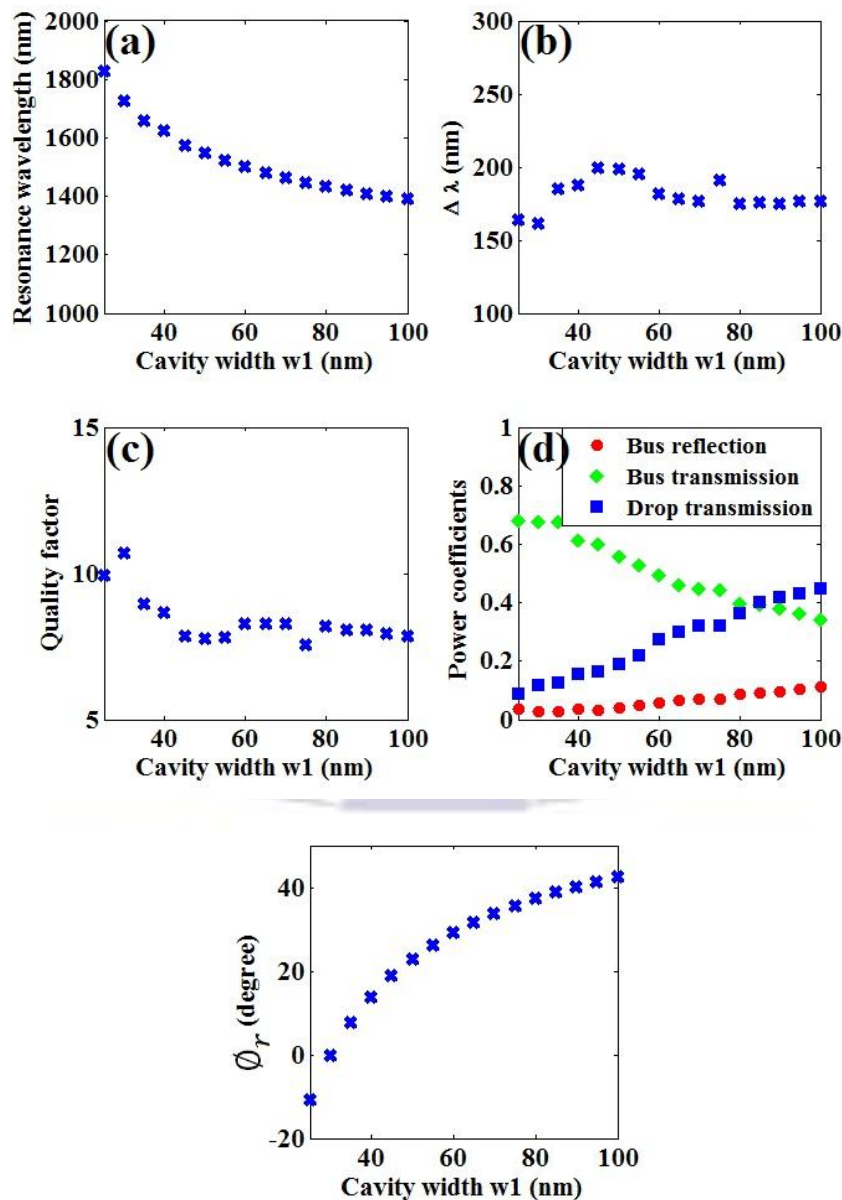 (a)
Resonance wavelength (nm)
2000
1800
1600
1400
1200
1000
40 60 80 100
Cavity width w1 (nm)
(b)
Δ λ (nm)
300
250
200
150
100
40 60 80 100
Cavity width w1 (nm)
(c)
Quality factor
15
10
5
40 60 80 100
Cavity width w1 (nm)
(d)
Power coefficients
1
0.8
0.6
0.4
0.2
0
Bus reflection
Bus transmission
Drop transmission
40 60 80 100
Cavity width w1 (nm)
∅r (degree)
40
20
0
-20
40 60 80 100
Cavity width w1 (nm)